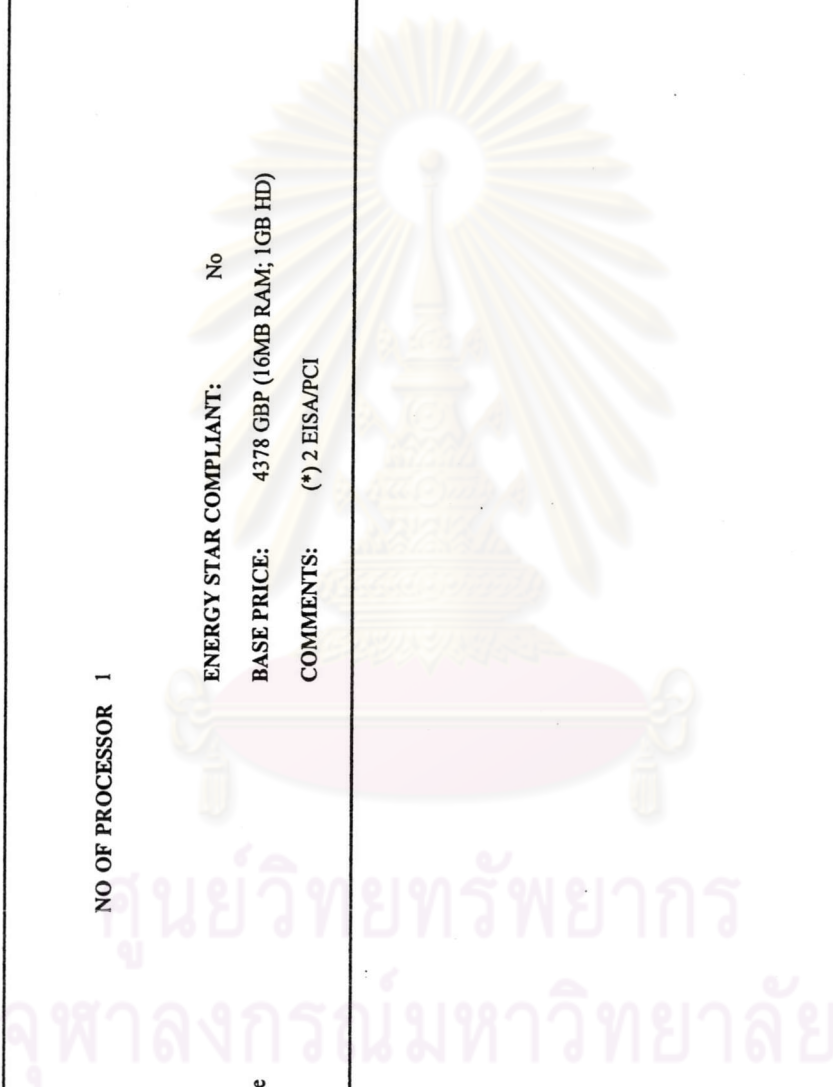 NO OF PROCESSOR 1
ENERGY STAR COMPLIANT: No
BASE PRICE: 4378 GBP (16MB RAM; 1GB HD)
COMMENTS: (*) 2 EISA/PCI
e
ศูนย์วิทยทรัพยากร
จุฬาลงกรณ์มหาวิทยาลัย